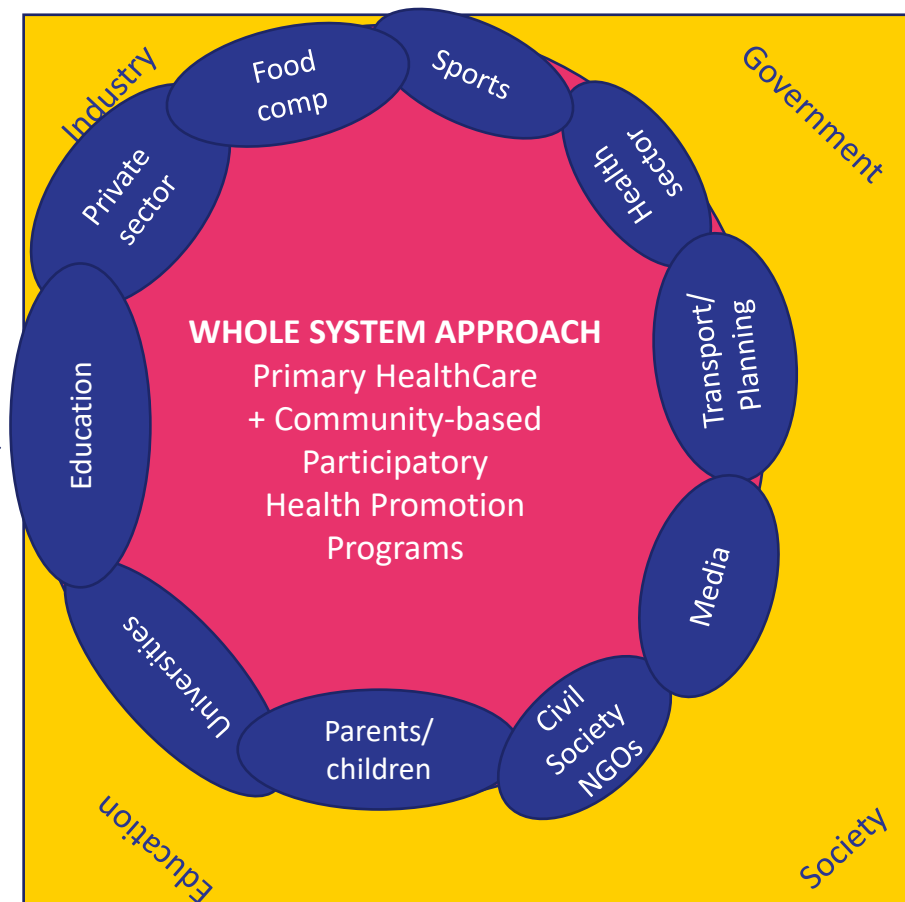 Industry
Government
Food
comp
Sports
Health
sector
Private
sector
Transport/
Planning
WHOLE SYSTEM APPROACH
Primary HealthCare
+ Community-based
Participatory
Health Promotion
Programs
Education
Media
Universities
Parents/
children
Civil
Society
NGOs
Education
Society